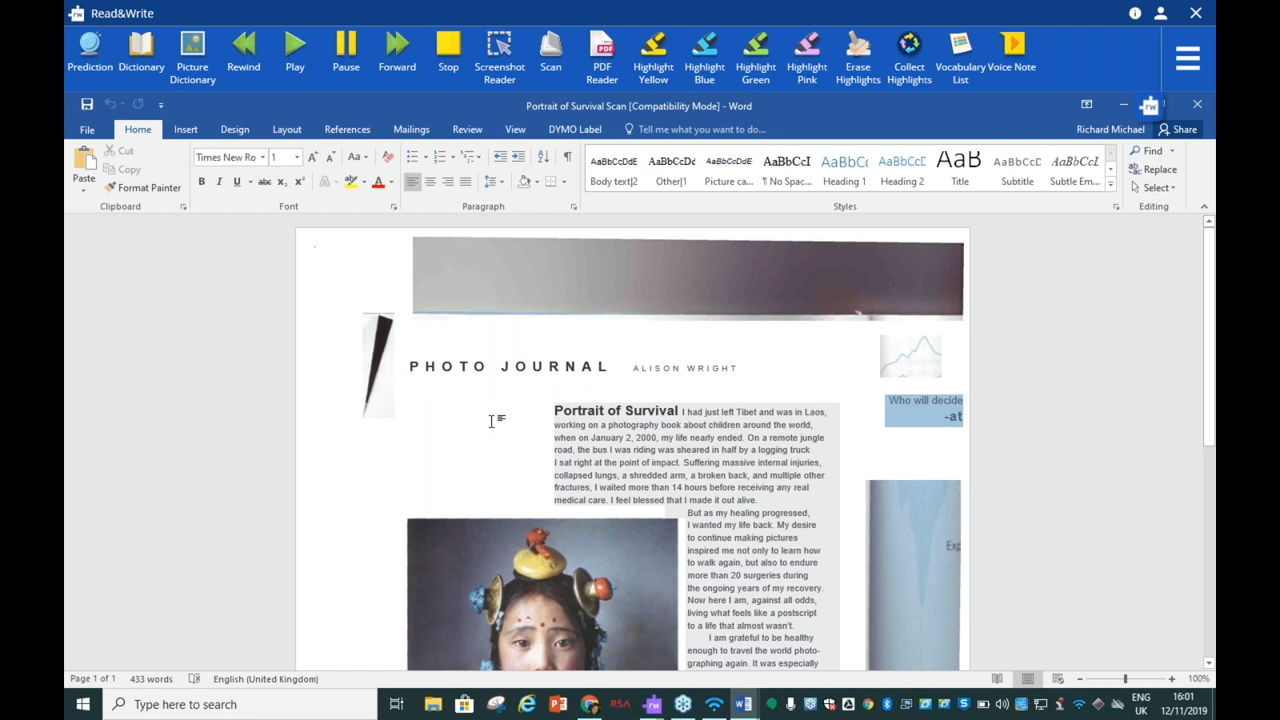 Read&Write
Prediction Dictionary Picture Dictionary Rewind Play Pause Forward Stop Screenshot Reader Scan PDF Reader Highlight Yellow Highlight Blue Highlight Green Highlight Pink Erase Highlights Collect Highlights Vocabulary List Voice Note
Portrait of Survival Scan [Compatibility Mode] - Word
File Home Insert Design Layout References Mailings Review View DYMO Label Tell me what you want to do... Richard Michael Share
Paste
Cut
Copy
Format Painter
Clipboard
Times New Ro 1
Font
Paragraph
AaBbCcDdE AaBbCcDc AaBbCcDdE AaBbCcI AaBbCc AaBbCcD AaB AaBbCcD AaBbCcL
Body text|2 Other|1 Picture ca... ¶ No Spac... Heading 1 Heading 2 Title Subtitle Subtle Em...
Styles
Find
Replace
Select
Editing
PHOTO JOURNAL ALISON WRIGHT
Who will decide
-at
Exp
Portrait of Survival I had just left Tibet and was in Laos,
working on a photography book about children around the world,
when on January 2, 2000, my life nearly ended. On a remote jungle
road, the bus I was riding was sheared in half by a logging truck
I sat right at the point of impact. Suffering massive internal injuries,
collapsed lungs, a shredded arm, a broken back, and multiple other
fractures, I waited more than 14 hours before receiving any real
medical care. I feel blessed that I made it out alive.
But as my healing progressed,
I wanted my life back. My desire
to continue making pictures
inspired me not only to learn how
to walk again, but also to endure
more than 20 surgeries during
the ongoing years of my recovery.
Now here I am, against all odds,
living what feels like a postscript
to a life that almost wasn't.
I am grateful to be healthy
enough to travel the world photo-
graphing again. It was especially
Page 1 of 1 433 words English (United Kingdom) 100%
Type here to search
RSA
ENG
UK
16:01
12/11/2019